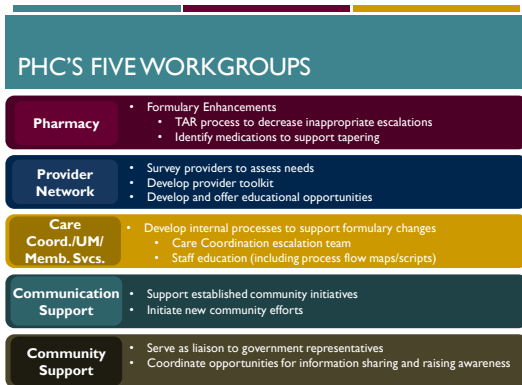 PHC'S FIVE WORKGROUPS
Pharmacy
• Formulary Enhancements
• TAR process to decrease inappropriate escalations
• Identify medications to support tapering
Provider
Network
• Survey providers to assess needs
• Develop provider toolkit
• Develop and offer educational opportunities
Care
Coord./UM/
Memb. Svcs.
• Develop internal processes to support formulary changes
• Care Coordination escalation team
• Staff education (including process flow maps/scripts)
Communication
Support
• Support established community initiatives
• Initiate new community efforts
Community
Support
• Serve as liaison to government representatives
• Coordinate opportunities for information sharing and raising awareness